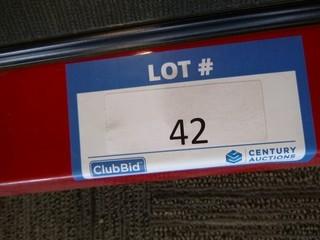 LOT #
42
ClubBid
CENTURY
AUCTIONS